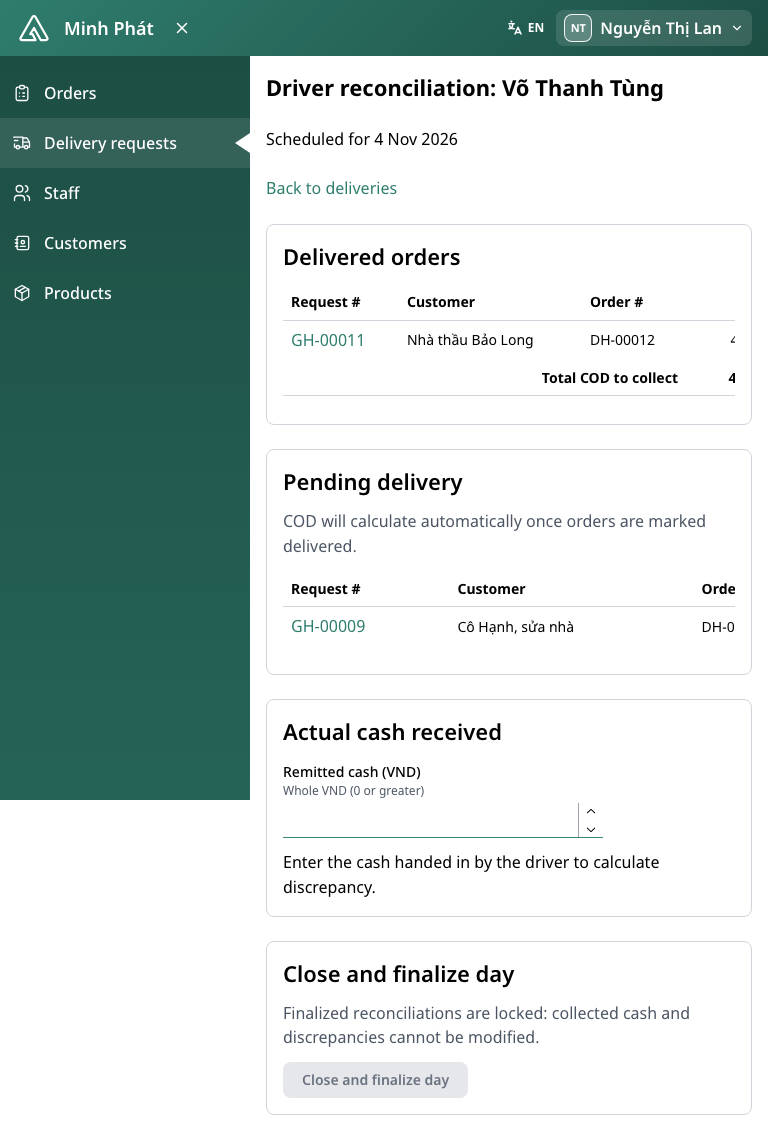 Minh Phát
EN
NT
Nguyễn Thị Lan
Orders
Delivery requests
Staff
Customers
Products
Driver reconciliation: Võ Thanh Tùng
Scheduled for 4 Nov 2026
Back to deliveries
Delivered orders
Request # Customer Order #
GH-00011 Nhà thầu Bảo Long DH-00012
Total COD to collect 4
Pending delivery
COD will calculate automatically once orders are marked
delivered.
Request # Customer Orde
GH-00009 Cô Hạnh, sửa nhà DH-0
Actual cash received
Remitted cash (VND)
Whole VND (0 or greater)
Enter the cash handed in by the driver to calculate
discrepancy.
Close and finalize day
Finalized reconciliations are locked: collected cash and
discrepancies cannot be modified.
Close and finalize day